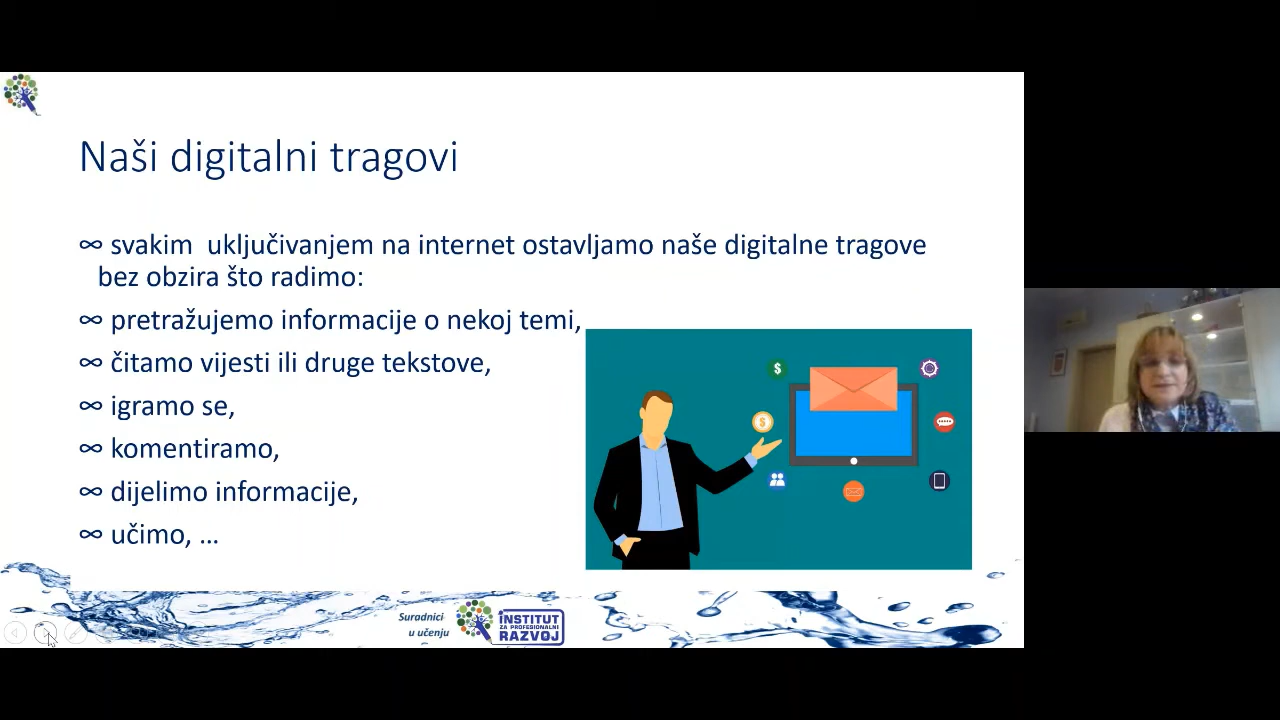 Naši digitalni tragovi
∞ svakim  uključivanjem na internet ostavljamo naše digitalne tragove
bez obzira što radimo:
∞ pretražujemo informacije o nekoj temi,
∞ čitamo vijesti ili druge tekstove,
∞ igramo se,
∞ komentiramo,
∞ dijelimo informacije,
∞ učimo, ...
$
$
Suradnici
u učenju
INSTITUT
ZA PROFESIONALNI
RAZVOJ